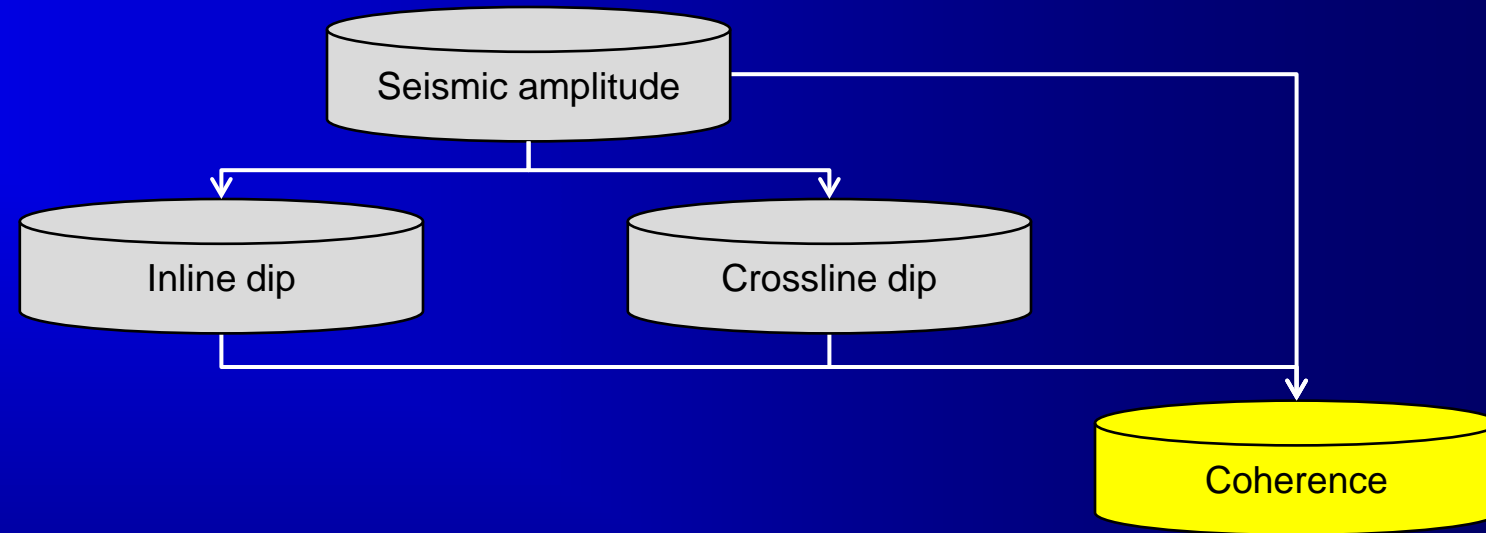 Seismic amplitude
Inline dip
Crossline dip
Coherence